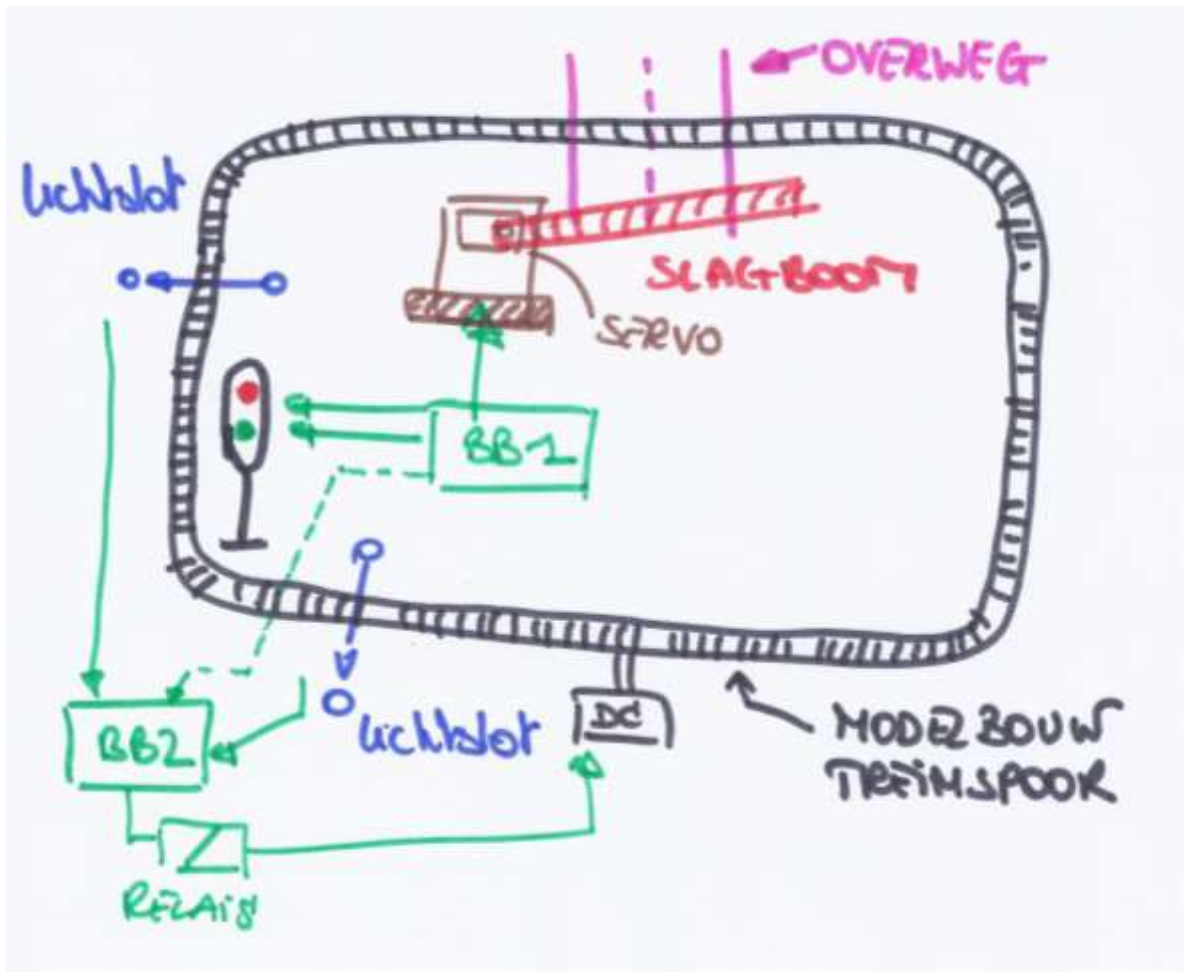 OVERWEG
lichtslot
SLAGBOOM
SERVO
BB1
BB2
lichtslot
DC
MODELBOUW
TREINSPOOR
RELAIS